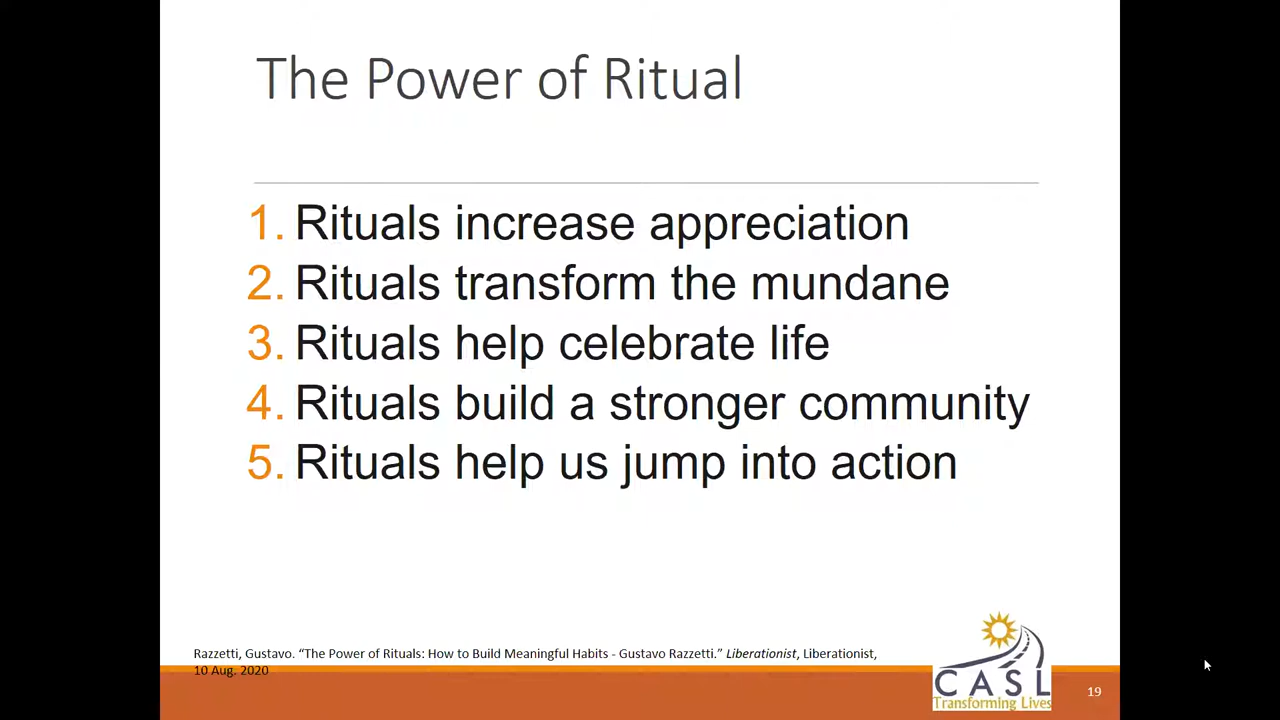 The Power of Ritual
1. Rituals increase appreciation
2. Rituals transform the mundane
3. Rituals help celebrate life
4. Rituals build a stronger community
5. Rituals help us jump into action
Razzetti, Gustavo. “The Power of Rituals: How to Build Meaningful Habits - Gustavo Razzetti.” Liberationist, Liberationist,
10 Aug. 2020
CASL
Transforming Lives
19